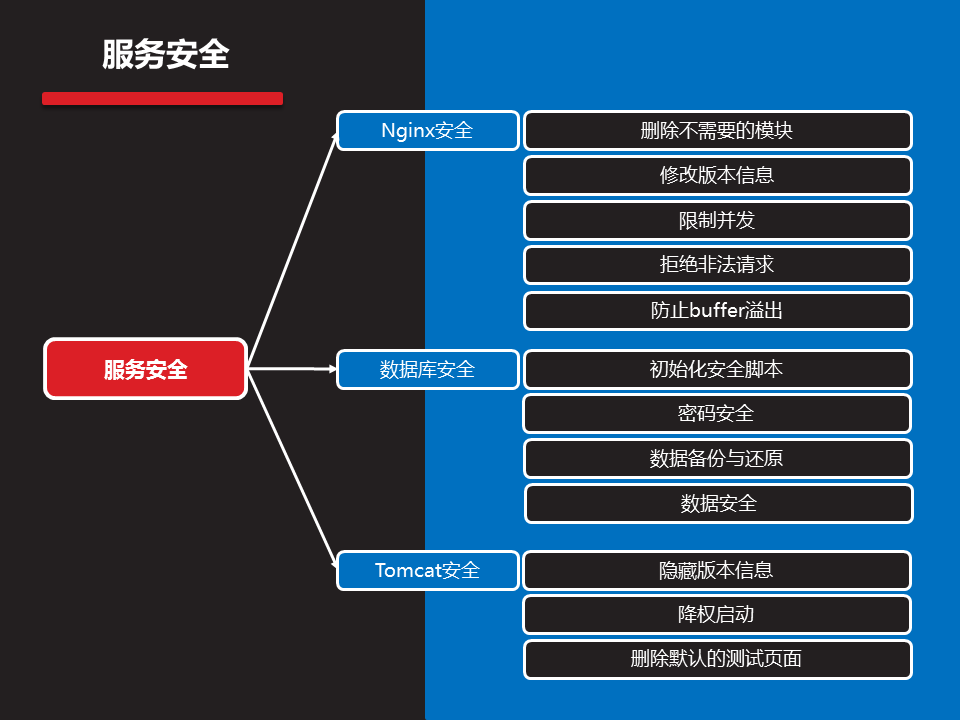 服务安全
服务安全
Nginx安全
删除不需要的模块
修改版本信息
限制并发
拒绝非法请求
防止buffer溢出
数据库安全
初始化安全脚本
密码安全
数据备份与还原
数据安全
Tomcat安全
隐藏版本信息
降权启动
删除默认的测试页面